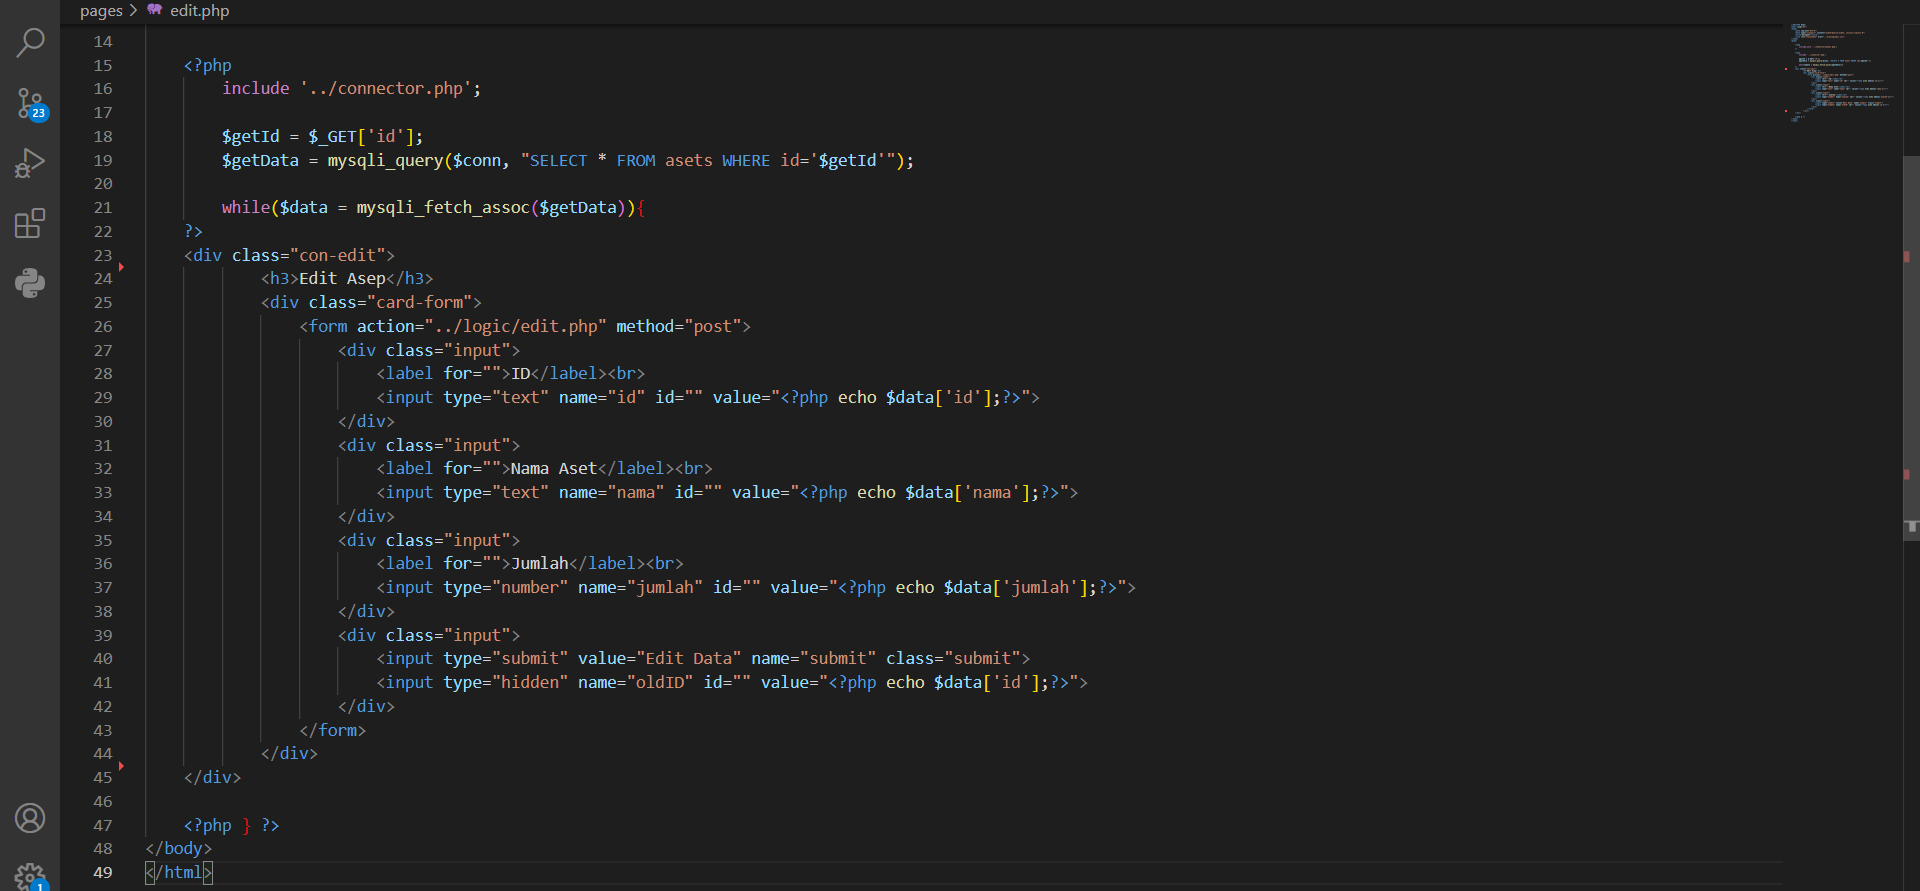 pages > edit.php
14
15 <?php
16 include '../connector.php';
17
18 $getId = $_GET['id'];
19 $getData = mysqli_query($conn, "SELECT * FROM asets WHERE id='$getId'");
20
21 while($data = mysqli_fetch_assoc($getData)){
22 ?>
23 <div class="con-edit">
24 <h3>Edit Asep</h3>
25 <div class="card-form">
26 <form action="../logic/edit.php" method="post">
27 <div class="input">
28 <label for="">ID</label><br>
29 <input type="text" name="id" id="" value="<?php echo $data['id'];?>">
30 </div>
31 <div class="input">
32 <label for="">Nama Aset</label><br>
33 <input type="text" name="nama" id="" value="<?php echo $data['nama'];?>">
34 </div>
35 <div class="input">
36 <label for="">Jumlah</label><br>
37 <input type="number" name="jumlah" id="" value="<?php echo $data['jumlah'];?>">
38 </div>
39 <div class="input">
40 <input type="submit" value="Edit Data" name="submit" class="submit">
41 <input type="hidden" name="oldID" id="" value="<?php echo $data['id'];?>">
42 </div>
43 </form>
44 </div>
45 </div>
46
47 <?php } ?>
48 </body>
49 </html>
23
1